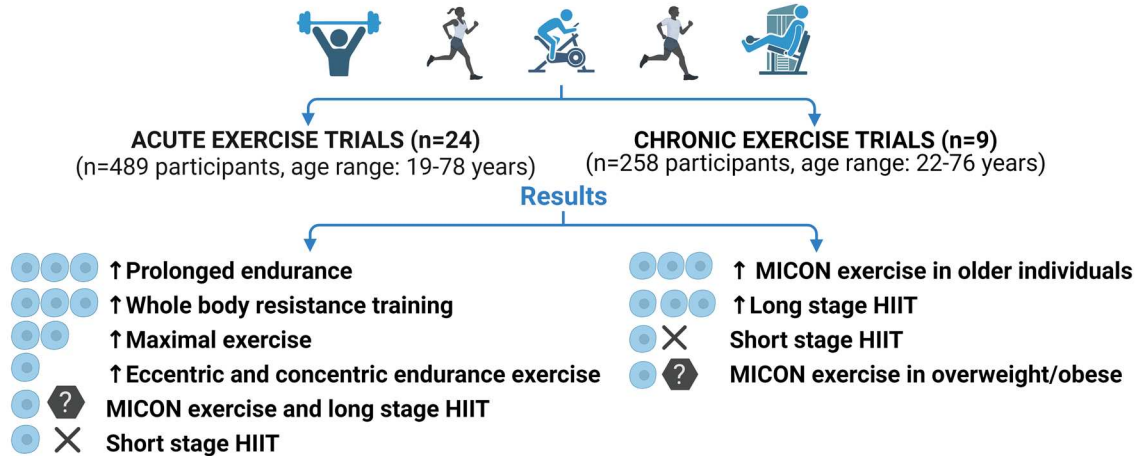 ACUTE EXERCISE TRIALS (n=24)
(n=489 participants, age range: 19-78 years)
CHRONIC EXERCISE TRIALS (n=9)
(n=258 participants, age range: 22-76 years)
Results
↑Prolonged endurance
↑Whole body resistance training
↑Maximal exercise
↑Eccentric and concentric endurance exercise
? MICON exercise and long stage HIIT
Short stage HIIT
↑ MICON exercise in older individuals
↑Long stage HIIT
Short stage HIIT
? MICON exercise in overweight/obese